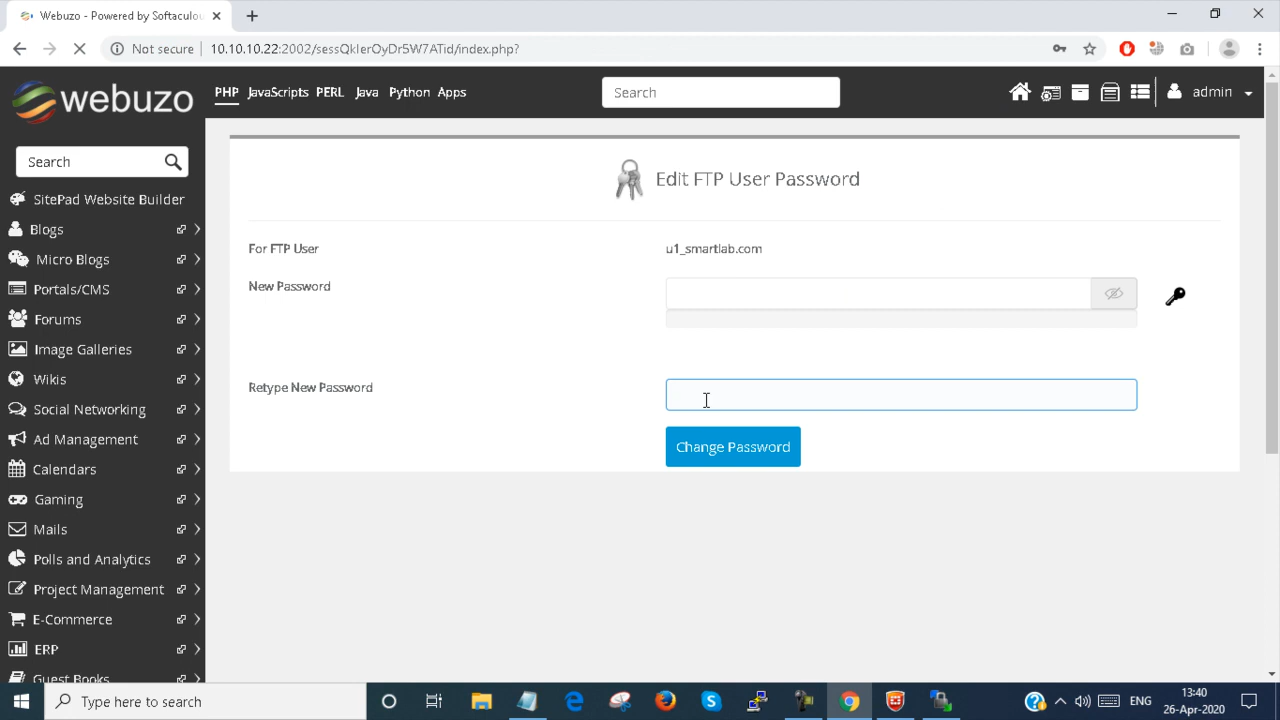 Webuzo - Powered by Softaculou
Not secure 10.10.10.22:2002/sessQkIerOyDr5W7ATid/index.php?
webuzo
PHP JavaScripts PERL Java Python Apps
Search
admin
Search
SitePad Website Builder
Blogs
Micro Blogs
Portals/CMS
Forums
Image Galleries
Wikis
Social Networking
Ad Management
Calendars
Gaming
Mails
Polls and Analytics
Project Management
E-Commerce
ERP
Guest Books
Edit FTP User Password
For FTP User
u1_smartlab.com
New Password
Retype New Password
Change Password
Type here to search
ENG
13:40
26-Apr-2020